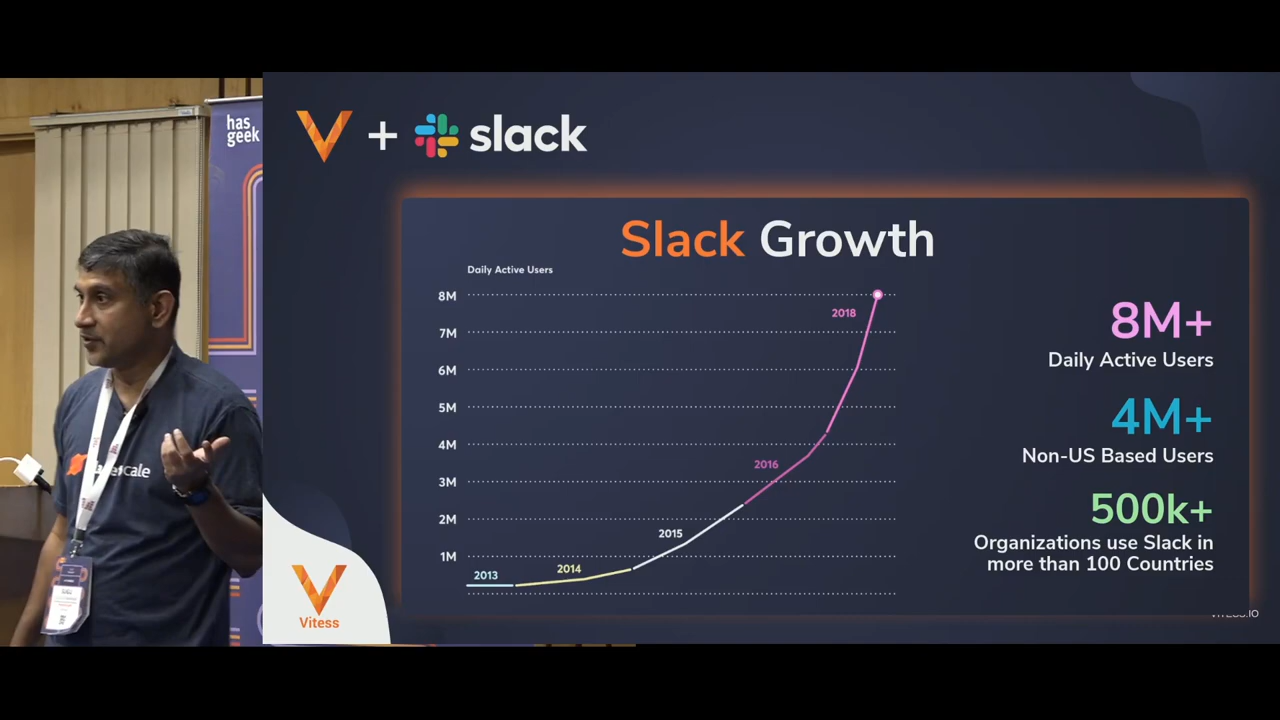 has
geek
V + slack
Slack Growth
Daily Active Users
8M
7M
6M
5M
4M
3M
2M
1M
2013
2014
2015
2016
2018
8M+
Daily Active Users
4M+
Non-US Based Users
500k+
Organizations use Slack in
more than 100 Countries
Vitess
VITESS.IO